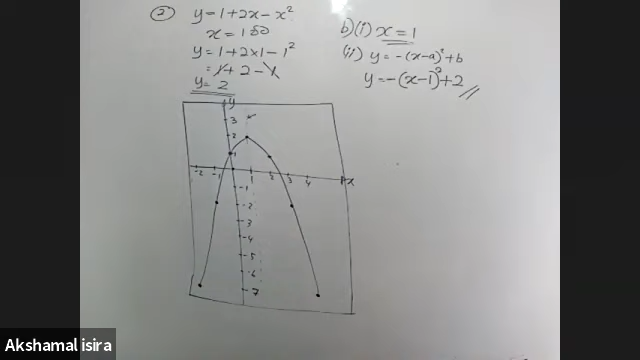 ② y = 1 + 2x - x²
x = 1
y = 1 + 2×1 - 1²
= 1 + 2 - 1
y = 2
b) (i) x = 1
(ii) y = -(x-a)² + b
y = -(x-1)² + 2
y
3
2
1
-2 -1 1 2 3 4 x
-1
-2
-3
-4
-5
-6
-7
Akshamal isira